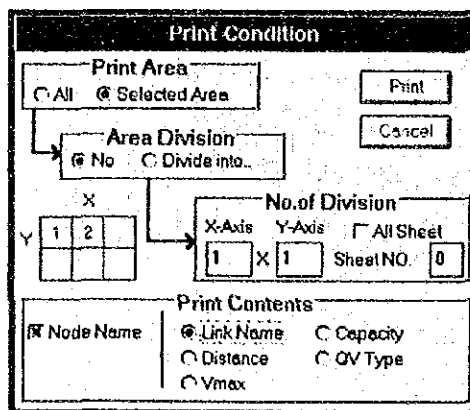 Print Condition
Print Area
All Selected Area
Print
Cancel
Area Division
No Divide into..
X
Y 1 2
No.of Division
X-Axis Y-Axis All Sheet
1 X 1 Sheet NO. 0
Print Contents
Node Name Link Name Capacity
Distance QV Type
Vmax